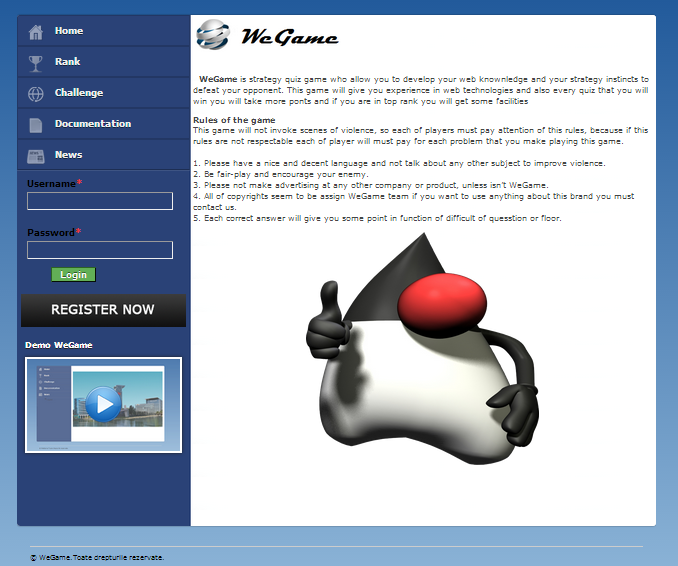 Home
Rank
Challenge
Documentation
News
Username*
Password*
Login
REGISTER NOW
Demo WeGame
WeGame
WeGame is strategy quiz game who allow you to develop your web knownledge and your strategy instincts to
defeat your opponent. This game will give you experience in web technologies and also every quiz that you will
win you will take more ponts and if you are in top rank you will get some facilities
Rules of the game
This game will not invoke scenes of violence, so each of players must pay attention of this rules, because if this
rules are not respectable each of player will must pay for each problem that you make playing this game.
1. Please have a nice and decent language and not talk about any other subject to improve violence.
2. Be fair-play and encourage your enemy.
3. Please not make advertising at any other company or product, unless isn't WeGame.
4. All of copyrights seem to be assign WeGame team if you want to use anything about this brand you must
contact us.
5. Each correct answer will give you some point in function of difficult of quesstion or floor.
© WeGame.Toate drepturile rezervate.